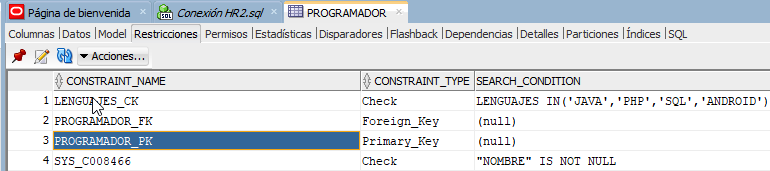 Página de bienvenida Conexión HR2.sql PROGRAMADOR
Columnas Datos Model Restricciones Permisos Estadísticas Disparadores Flashback Dependencias Detalles Particiones Índices SQL
Acciones...
CONSTRAINT_NAME CONSTRAINT_TYPE SEARCH_CONDITION
1 LENGUAJES_CK Check LENGUAJES IN('JAVA','PHP','SQL','ANDROID')
2 PROGRAMADOR_FK Foreign_Key (null)
3 PROGRAMADOR_PK Primary_Key (null)
4 SYS_C008466 Check "NOMBRE" IS NOT NULL